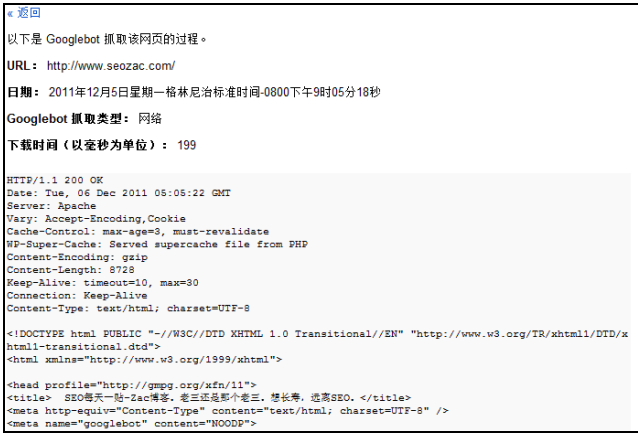 « 返回
以下是 Googlebot 抓取该网页的过程。
URL： http://www.seozac.com/
日期： 2011年12月5日星期一格林尼治标准时间-0800下午9时05分18秒
Googlebot 抓取类型： 网络
下载时间（以毫秒为单位）： 199
HTTP/1.1 200 OK
Date: Tue, 06 Dec 2011 05:05:22 GMT
Server: Apache
Vary: Accept-Encoding,Cookie
Cache-Control: max-age=3, must-revalidate
WP-Super-Cache: Served supercache file from PHP
Content-Encoding: gzip
Content-Length: 8728
Keep-Alive: timeout=10, max=30
Connection: Keep-Alive
Content-Type: text/html; charset=UTF-8
<!DOCTYPE html PUBLIC "-//W3C//DTD XHTML 1.0 Transitional//EN" "http://www.w3.org/TR/xhtml1/DTD/x
html1-transitional.dtd">
<html xmlns="http://www.w3.org/1999/xhtml">
<head profile="http://gmpg.org/xfn/11">
<title>  SEO每天一贴-Zac博客。老三还是那个老三。想长寿，远离SEO。</title>
<meta http-equiv="Content-Type" content="text/html; charset=UTF-8" />
<meta name="googlebot" content="NOODP">